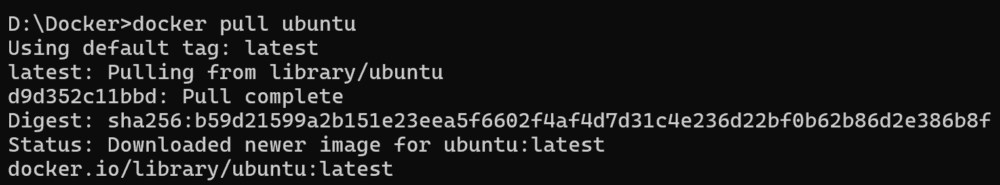 D:\Docker>docker pull ubuntu
Using default tag: latest
latest: Pulling from library/ubuntu
d9d352c11bbd: Pull complete
Digest: sha256:b59d21599a2b151e23eea5f6602f4af4d7d31c4e236d22bf0b62b86d2e386b8f
Status: Downloaded newer image for ubuntu:latest
docker.io/library/ubuntu:latest